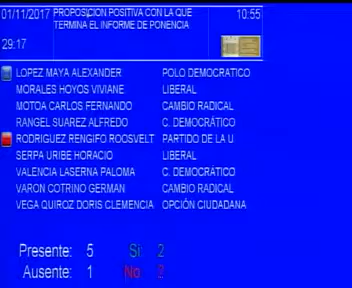 01/11/2017 PROPOSICION POSITIVA CON LA QUE 10:55
TERMINA EL INFORME DE PONENCIA
29:17
LOPEZ MAYA ALEXANDER POLO DEMOCRATICO
MORALES HOYOS VIVIANE LIBERAL
MOTOA CARLOS FERNANDO CAMBIO RADICAL
RANGEL SUAREZ ALFREDO C. DEMOCRÁTICO
RODRIGUEZ RENGIFO ROOSVELT PARTIDO DE LA U
SERPA URIBE HORACIO LIBERAL
VALENCIA LASERNA PALOMA C. DEMOCRÁTICO
VARON COTRINO GERMAN CAMBIO RADICAL
VEGA QUIROZ DORIS CLEMENCIA OPCIÓN CIUDADANA
Presente: 5 Si: 2
Ausente: 1 No: